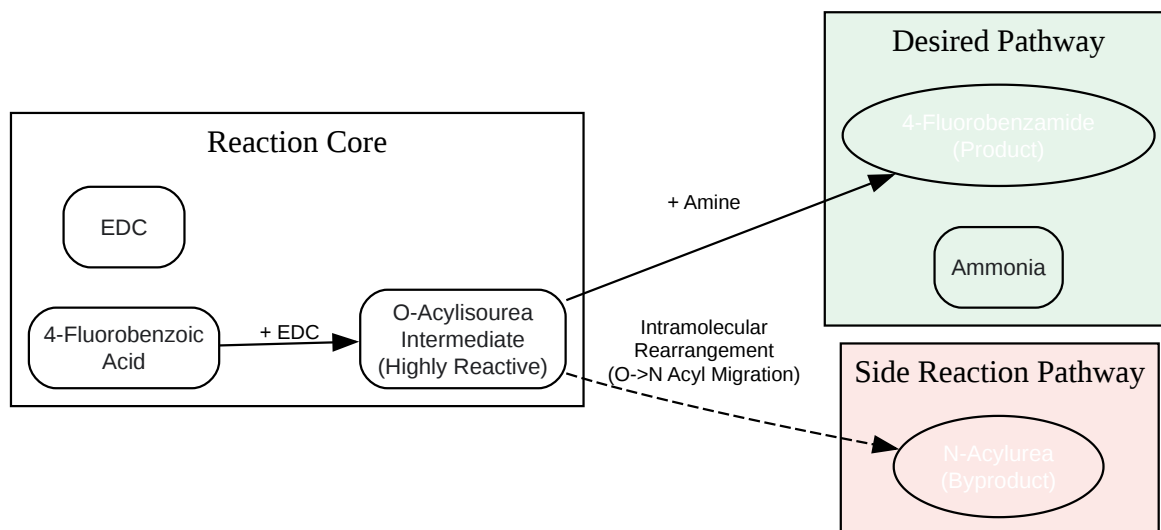 Reaction Core
EDC
4-Fluorobenzoic
Acid
+ EDC
O-Acylisourea
Intermediate
(Highly Reactive)
+ Amine
Intramolecular
Rearrangement
(O->N Acyl Migration)
Desired Pathway
4-Fluorobenzamide
(Product)
Ammonia
Side Reaction Pathway
N-Acylurea
(Byproduct)